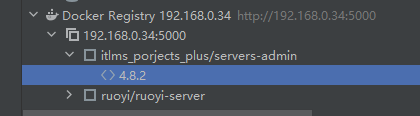 Docker Registry 192.168.0.34 http://192.168.0.34:5000
192.168.0.34:5000
itlms_porjects_plus/servers-admin
4.8.2
ruoyi/ruoyi-server